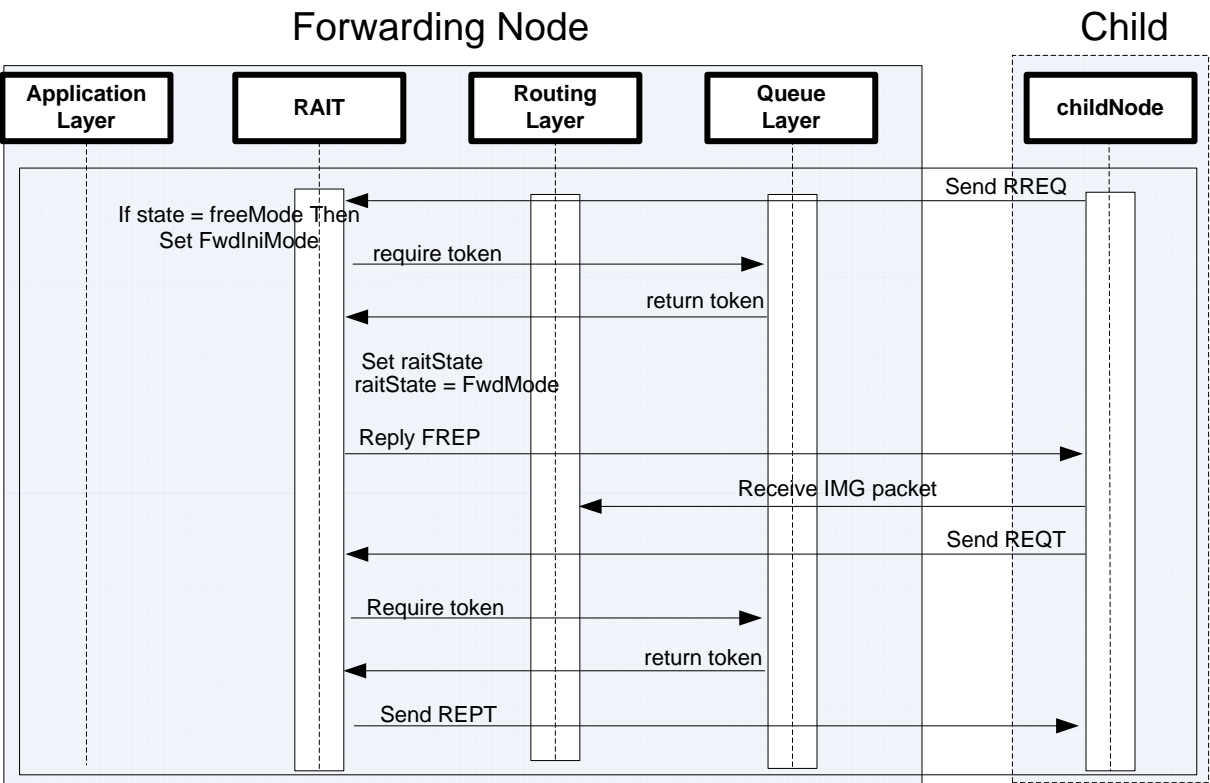 Forwarding Node
Child
Application
Layer
RAIT
Routing
Layer
Queue
Layer
childNode
Send RREQ
If state = freeMode Then
Set FwdIniMode
require token
return token
Set raitState
raitState = FwdMode
Reply FREP
Receive IMG packet
Send REQT
Require token
return token
Send REPT